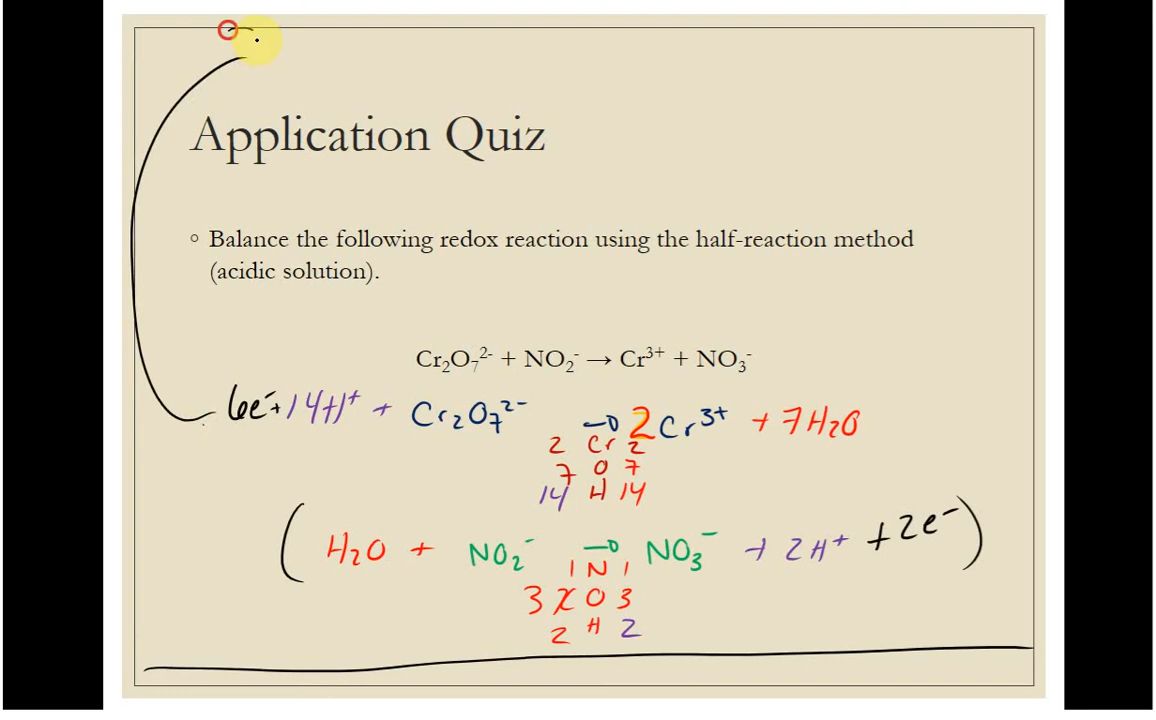 Application Quiz
◦ Balance the following redox reaction using the half-reaction method
(acidic solution).
Cr₂O₇²⁻ + NO₂⁻ → Cr³⁺ + NO₃⁻
6e⁻ + 14H⁺ + Cr₂O₇²⁻ → 2Cr³⁺ + 7H₂O
2 Cr 2
7 O 7
14 H 14
( H₂O + NO₂⁻ → NO₃⁻ + 2H⁺ + 2e⁻ )
1 N 1
3 2 O 3
2 H 2